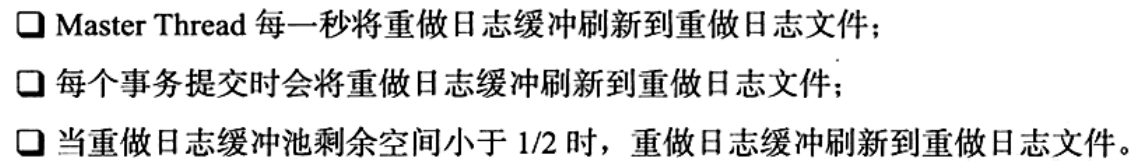 ❑ Master Thread 每一秒将重做日志缓冲刷新到重做日志文件；
❑ 每个事务提交时会将重做日志缓冲刷新到重做日志文件；
❑ 当重做日志缓冲池剩余空间小于 1/2 时，重做日志缓冲刷新到重做日志文件。